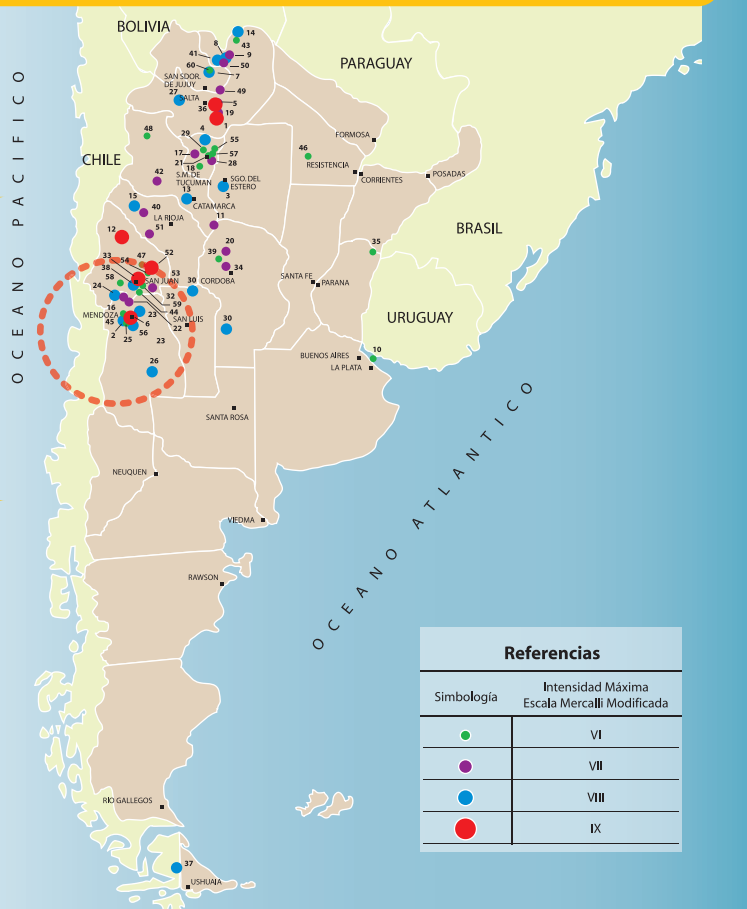 BOLIVIA
14
8
43
41
9
60
50
7
PARAGUAY
SAN SDOR.
DE JUJUY
49
27
SALTA
5
36
19
1
48
4
29
55
FORMOSA
46
17
57
21
28
18
RESISTENCIA
CHILE
S.M. DE
TUCUMAN
SGO. DEL
ESTERO
CORRIENTES
POSADAS
42
13
3
CATAMARCA
15
40
11
LA RIOJA
BRASIL
12
51
20
35
33
54
47
52
39
38
53
34
58
SAN JUAN
CORDOBA
SANTA FE
PARANA
24
32
30
59
16
44
MENDOZA
23
SAN LUIS
URUGUAY
45
6
22
30
2
25
56
23
10
BUENOS AIRES
LA PLATA
26
SANTA ROSA
NEUQUEN
VIEDMA
RAWSON
RÍO GALLEGOS
37
USHUAIA
OCEANO PACIFICO
OCEANO ATLANTICO
Referencias
Simbología
Intensidad Máxima
Escala Mercalli Modificada
VI
VII
VIII
IX